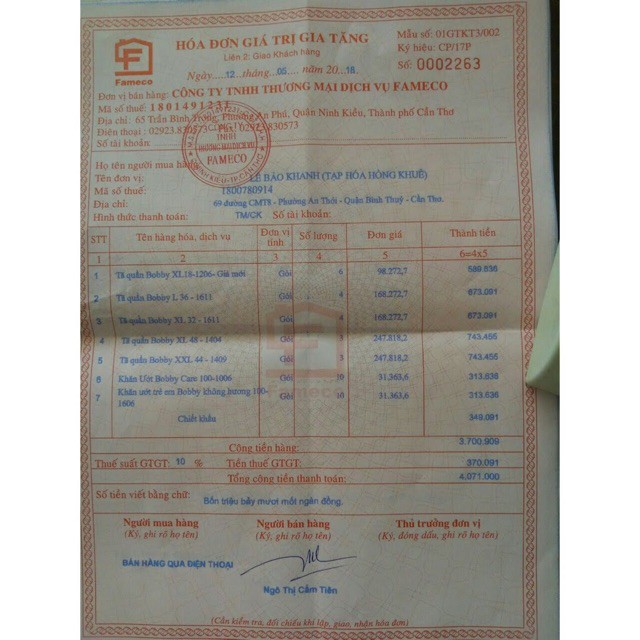 HÓA ĐƠN GIÁ TRỊ GIA TĂNG
Liên 2: Giao Khách hàng
Ngày 12 tháng 05 năm 20 18
Mẫu số: 01GTKT3/002
Ký hiệu: CP/17P
Số: 0002263
Fameco
Đơn vị bán hàng: CÔNG TY TNHH THƯƠNG MẠI DỊCH VỤ FAMECO
Mã số thuế: 1801491237
Địa chỉ: 65 Trần Bình Trọng, Phường An Phú, Quận Ninh Kiều, Thành phố Cần Thơ
Điện thoại: 02923.830573 - Fax: 02923.830573
Số tài khoản:
CÔNG TY
TNHH
THƯƠNG MẠI DỊCH VỤ
FAMECO
Họ tên người mua hàng:
Tên đơn vị: LÊ BẢO KHANH (TẠP HÓA HỒNG KHUÊ)
Mã số thuế: 1800780914
Địa chỉ: 69 đường CMT8 - Phường An Thới - Quận Bình Thuỷ - Cần Thơ.
Hình thức thanh toán: TM/CK Số tài khoản:
STT Tên hàng hóa, dịch vụ Đơn vị tính Số lượng Đơn giá Thành tiền
1 2 3 4 5 6=4x5
1 Tã quần Bobby XL18-1206- Giá mới Gói 6 98.272,7 589.636
2 Tã quần Bobby L 36 - 1611 Gói 4 168.272,7 673.091
3 Tã quần Bobby XL 32 - 1611 Gói 4 168.272,7 673.091
4 Tã quần Bobby XL 48 - 1404 Gói 3 247.818,2 743.455
5 Tã quần Bobby XXL 44 - 1409 Gói 3 247.818,2 743.455
6 Khăn Ướt Bobby Care 100-1006 Gói 10 31.363,6 313.636
7 Khăn ướt trẻ em Bobby không hương 100-1606 Gói 10 31.363,6 313.636
Chiết khấu 349.091
Fameco
Cộng tiền hàng: 3.700.909
Thuế suất GTGT: 10 % Tiền thuế GTGT: 370.091
Tổng cộng tiền thanh toán: 4.071.000
Số tiền viết bằng chữ: Bốn triệu bảy mươi mốt ngàn đồng.
Người mua hàng
(Ký, ghi rõ họ tên)
Người bán hàng
(Ký, ghi rõ họ tên)
Thủ trưởng đơn vị
(Ký, đóng dấu, ghi rõ họ tên)
BÁN HÀNG QUA ĐIỆN THOẠI
Ngô Thị Cẩm Tiên
(Cần kiểm tra, đối chiếu khi lập, giao, nhận hóa đơn)